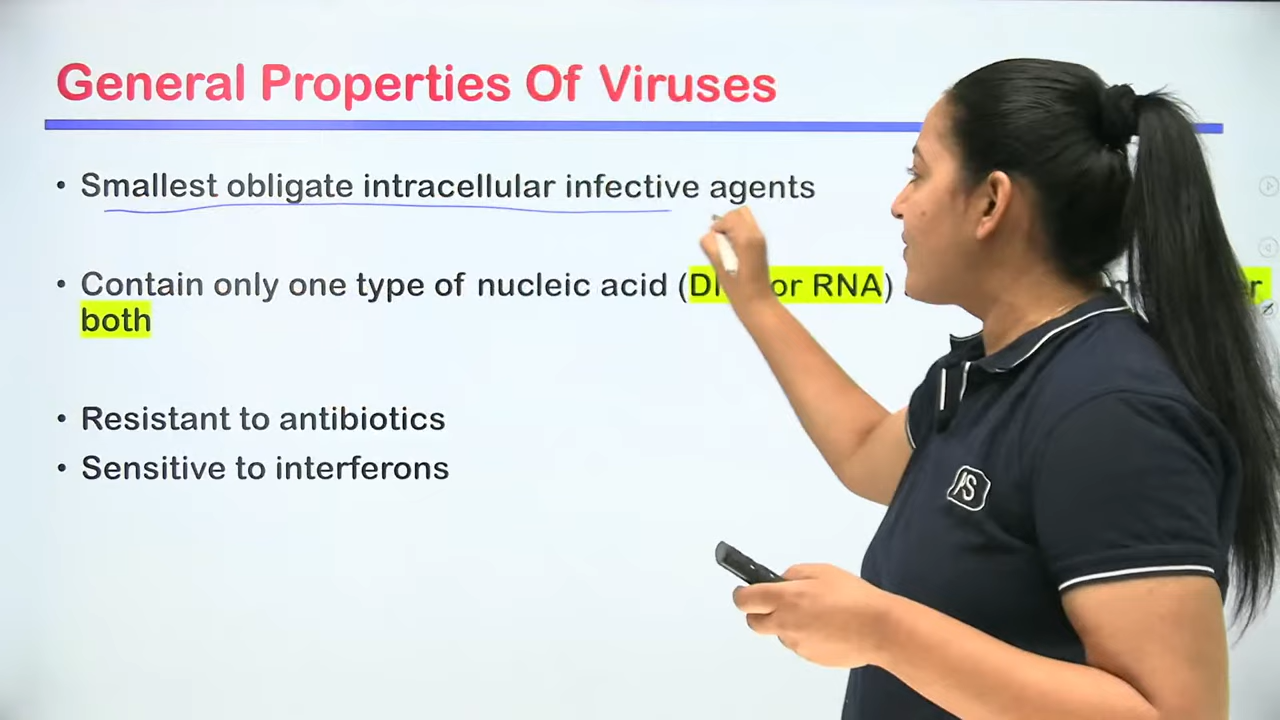 General Properties Of Viruses
• Smallest obligate intracellular infective agents
• Contain only one type of nucleic acid ( or RNA)
both
• Resistant to antibiotics
• Sensitive to interferons